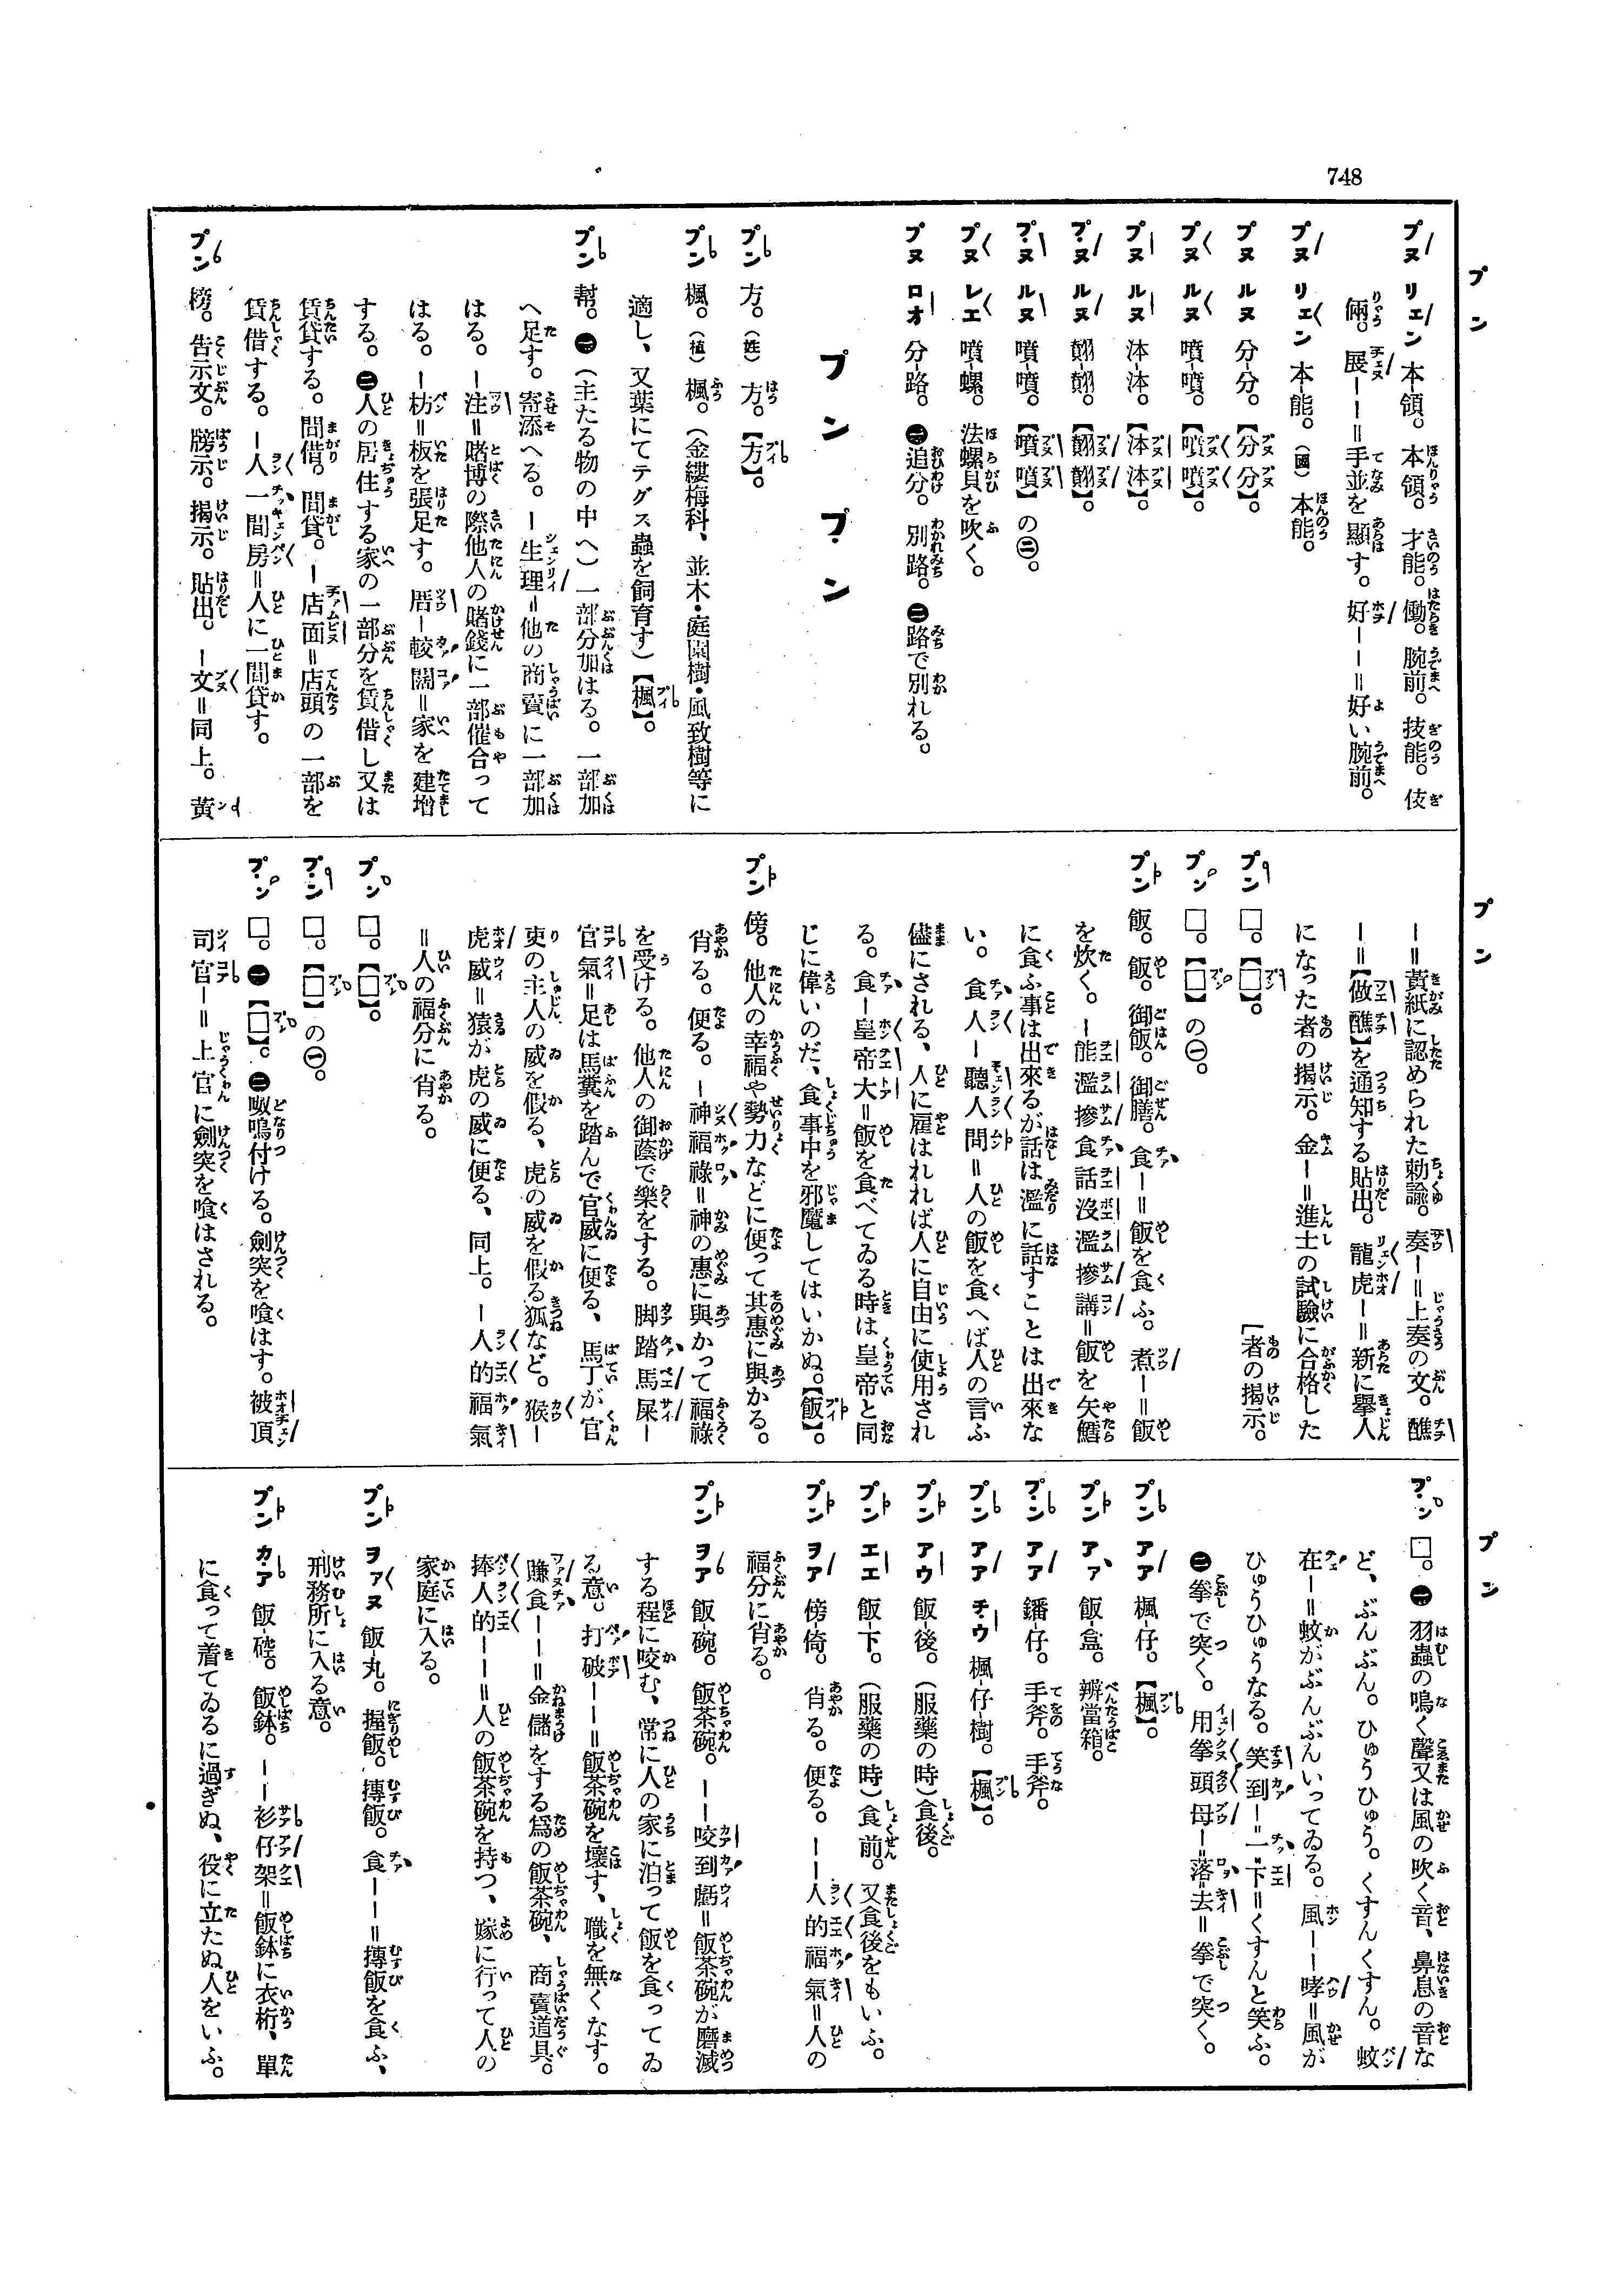 748
プン
プン
プン
プヌ リェン 本-領。本領。才能。働。腕前。技能。伎
倆。展ーー＝手並を顯す。好ーー＝好い腕前。
プヌ リェン 本-能。（國）本能。
プヌ ルヌ 分-分。【分分】。
プヌ ルヌ 噴-噴。【噴噴】。
プヌ ルヌ 体-体。【体体】。
プヌ ルヌ 翸-翸。【翸翸】。
プヌ ルヌ 噴-噴。【噴噴】の㊁。
プヌ レエ 噴-螺。法螺貝を吹く。
プヌ ロオ 分-路。㊀追分。別路。㊁路で別れる。
プン プン
プン 方。（姓）方。【方】。
プン 楓。（植）楓。（金縷梅科、並木・庭園樹・風致樹等に
適し、又葉にてテグス蟲を飼育す）【楓】。
プン 幇。㊀（主たる物の中へ）一部分加はる。一部加
へ足す。寄添へる。ー生理＝他の商賣に一部加
はる。ー注＝賭博の際他人の賭錢に一部催合って
はる。ー枋＝板を張足す。厝ー較闊＝家を建增
する。㊁人の居住する家の一部分を賃借し又は
賃貸する。間借。間貸。ー店面＝店頭の一部を
賃借する。ー人一間房＝人に一間貸す。
プン 榜。告示文。牓示。揭示。貼出。ー文＝同上。黃
ー＝黃紙に認められた勅諭。奏ー＝上奏の文。醮
ー＝【做醮】を通知する貼出。龍虎ー＝新に擧人
になった者の揭示。金ー＝進士の試驗に合格した
［者の揭示。
プン □。【□】。
プン □。【□】の㊀。
プン 飯。飯。御飯。御膳。食ー＝飯を食ふ。煮ー＝飯
を炊く。ー能濫摻食話沒濫摻講＝飯を矢鱈
に食ふ事は出來るが話は濫に話すことは出來な
い。食人ー聽人問＝人の飯を食へば人の言ふ
儘にされる、人に雇はれれば人に自由に使用され
る。食ー皇帝大＝飯を食べてゐる時は皇帝と同
じに偉いのだ、食事中を邪魔してはいかぬ。【飯】。
プン 傍。他人の幸福や勢力などに便って其惠に與かる。
肖る。便る。ー神福祿＝神の惠に與かって福祿
を受ける。他人の御蔭で樂をする。脚踏馬屎ー
官氣＝足は馬糞を踏んで官威に便る、馬丁が官
吏の主人の威を假る、虎の威を假る狐など。猴ー
虎威＝猿が虎の威に便る、同上。ー人的福氣
＝人の福分に肖る。
プン □。【□】。
プン □。【□】の㊀。
プン □。㊀【□】。㊁呶鳴付ける。劍突を喰はす。被頂
司官ー＝上官に劍突を喰はされる。
プン □。㊀羽蟲の鳴く聲又は風の吹く音、鼻息の音な
ど、ぶんぶん。ひゅうひゅう。くすんくすん。蚊
在ー＝蚊がぶんぶんいってゐる。風ーー哮＝風が
ひゅうひゅうなる。笑到ー＝一下＝くすんと笑ふ。
㊁拳で突く。用拳頭母ー＝落去＝拳で突く。
プン アア 楓-仔。【楓】。
プン アァ 飯-盒。辨當箱。
プン アア 鐇-仔。手斧。手斧。
プン アア チウ 楓-仔-樹。【楓】。
プン アウ 飯-後。（服藥の時）食後。
プン エエ 飯-下。（服藥の時）食前。又食後をもいふ。
プン ヲア 傍-倚。肖る。便る。ーー人的福氣＝人の
福分に肖る。
プン ヲア 飯-碗。飯茶碗。ーー咬到甋＝飯茶碗が磨滅
する程に咬む、常に人の家に泊って飯を食ってゐ
る意。打破ーー＝飯茶碗を壞す、職を無くなす。
賺食ーー＝金儲をする爲の飯茶碗、商賣道具。
捧人的ーー＝人の飯茶碗を持つ、嫁に行って人の
家庭に入る。
プン ヲァヌ 飯-丸。握飯。摶飯。食ーー＝摶飯を食ふ、
刑務所に入る意。
プン カア 飯-硿。飯鉢。ーー衫仔架＝飯鉢に衣桁、單
に食って着てゐるに過ぎぬ、役に立たぬ人をいふ。